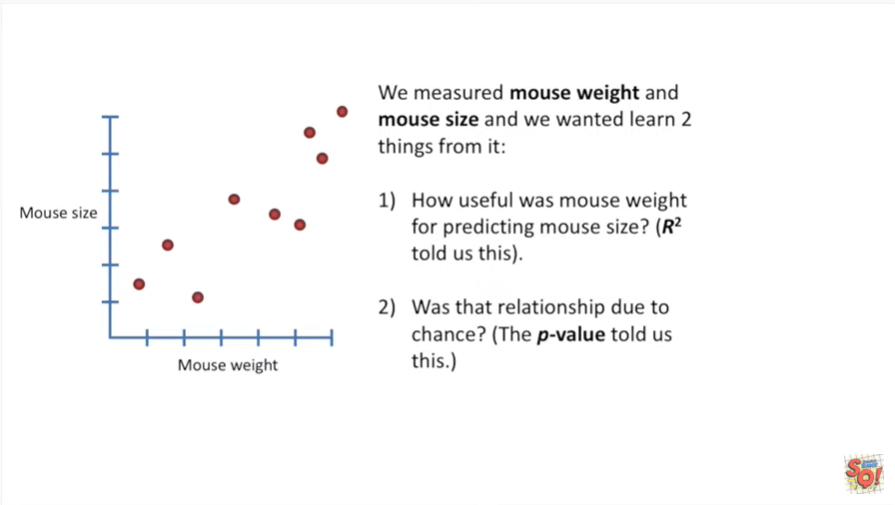 We measured mouse weight and
mouse size and we wanted learn 2
things from it:
1) How useful was mouse weight
for predicting mouse size? (R²
told us this).
2) Was that relationship due to
chance? (The p-value told us
this.)
Mouse size
Mouse weight
SQ!